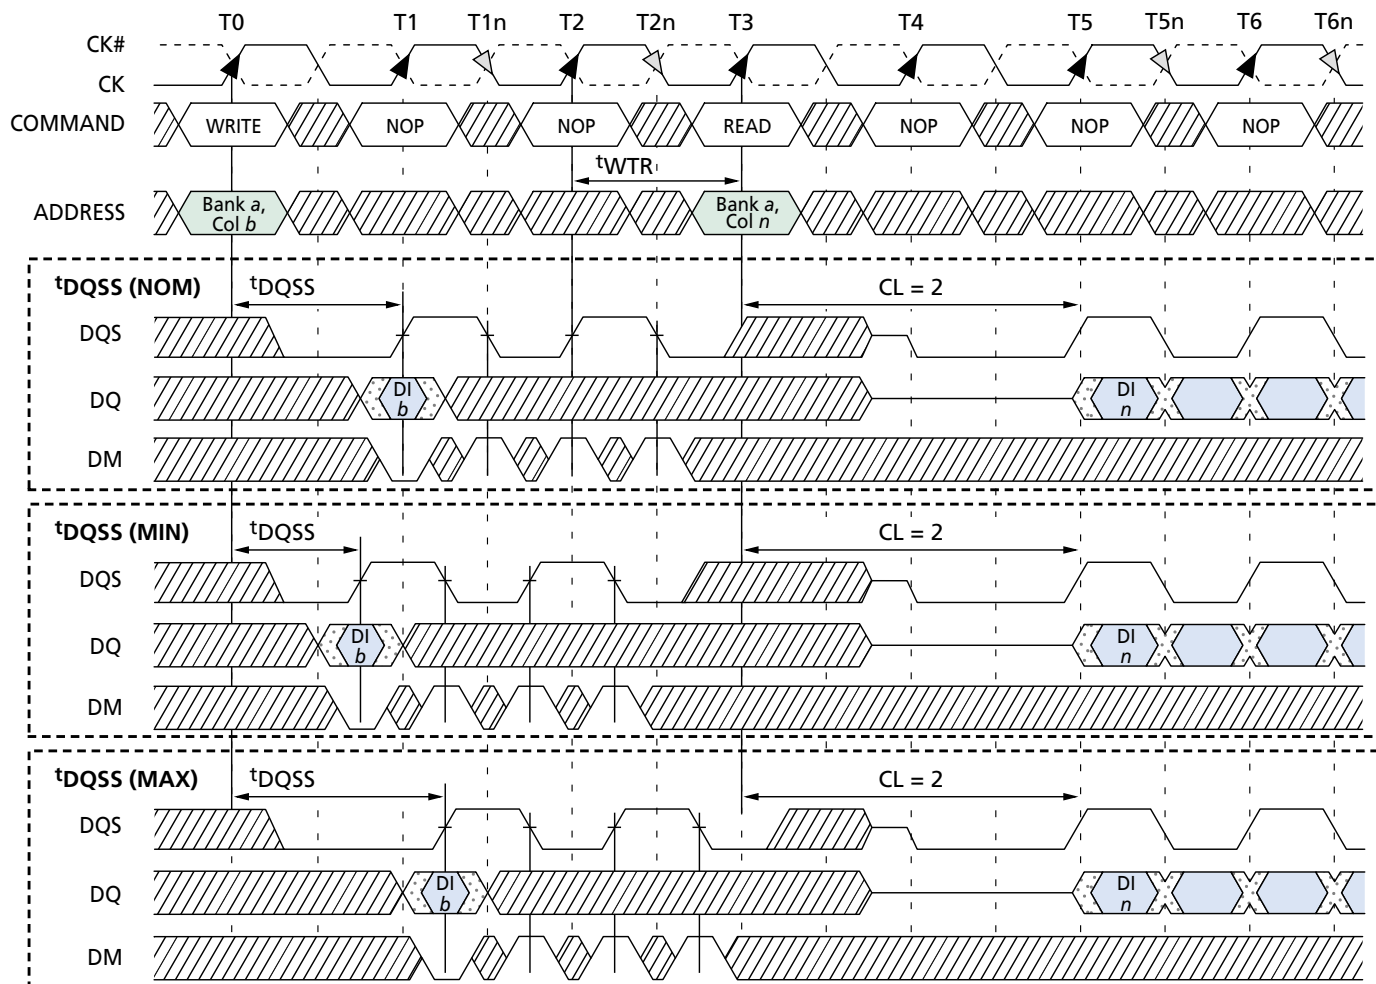 T0 T1 T1n T2 T2n T3 T4 T5 T5n T6 T6n
CK#
CK
COMMAND WRITE NOP NOP READ NOP NOP NOP
tWTR
ADDRESS Bank a, Col b Bank a, Col n
tDQSS (NOM) tDQSS CL = 2
DQS
DQ DI b DI n
DM
tDQSS (MIN) tDQSS CL = 2
DQS
DQ DI b DI n
DM
tDQSS (MAX) tDQSS CL = 2
DQS
DQ DI b DI n
DM